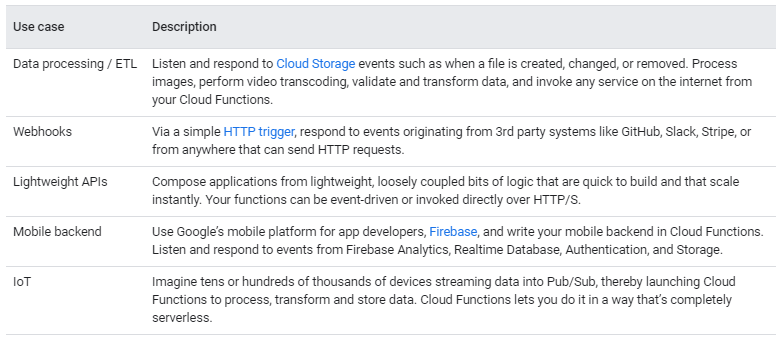 Use case Description
Data processing / ETL Listen and respond to Cloud Storage events such as when a file is created, changed, or removed. Process
images, perform video transcoding, validate and transform data, and invoke any service on the internet from
your Cloud Functions.
Webhooks Via a simple HTTP trigger, respond to events originating from 3rd party systems like GitHub, Slack, Stripe, or
from anywhere that can send HTTP requests.
Lightweight APIs Compose applications from lightweight, loosely coupled bits of logic that are quick to build and that scale
instantly. Your functions can be event-driven or invoked directly over HTTP/S.
Mobile backend Use Google's mobile platform for app developers, Firebase, and write your mobile backend in Cloud Functions.
Listen and respond to events from Firebase Analytics, Realtime Database, Authentication, and Storage.
IoT Imagine tens or hundreds of thousands of devices streaming data into Pub/Sub, thereby launching Cloud
Functions to process, transform and store data. Cloud Functions lets you do it in a way that's completely
serverless.